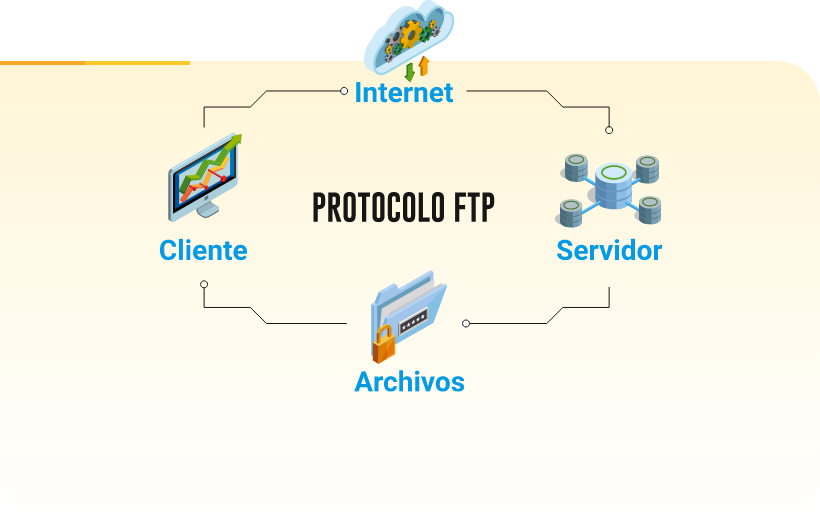 Internet
PROTOCOLO FTP
Cliente
Servidor
Archivos